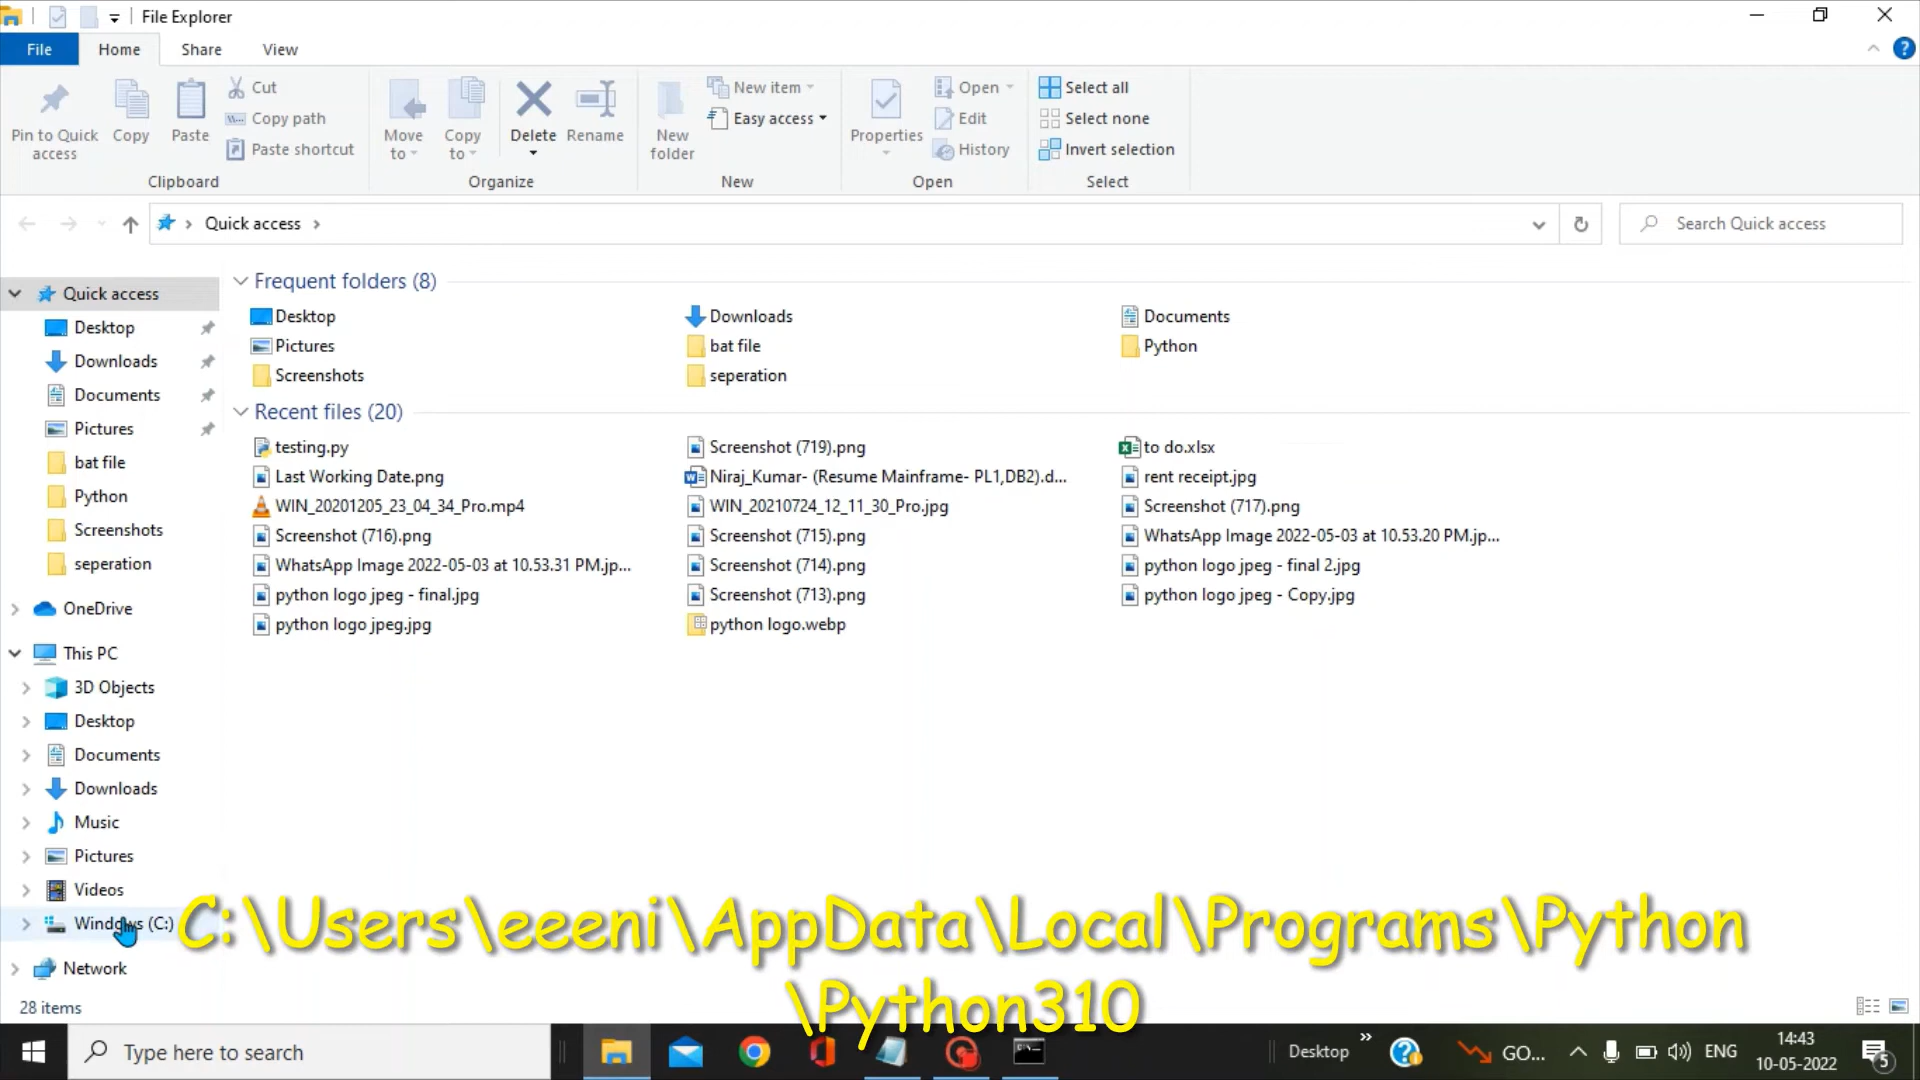 File Explorer
File
Home
Share
View
Pin to Quick access
Copy
Paste
Cut
Copy path
Paste shortcut
Clipboard
Move to
Copy to
Delete
Rename
Organize
New folder
New item
Easy access
New
Properties
Open
Edit
History
Open
Select all
Select none
Invert selection
Select
Quick access
Search Quick access
Quick access
Desktop
Downloads
Documents
Pictures
bat file
Python
Screenshots
seperation
OneDrive
This PC
3D Objects
Desktop
Documents
Downloads
Music
Pictures
Videos
Windows (C:)
Network
Frequent folders (8)
Desktop
Downloads
Documents
Pictures
bat file
Python
Screenshots
seperation
Recent files (20)
testing.py
Screenshot (719).png
to do.xlsx
Last Working Date.png
Niraj_Kumar- (Resume Mainframe- PL1,DB2).d...
rent receipt.jpg
WIN_20201205_23_04_34_Pro.mp4
WIN_20210724_12_11_30_Pro.jpg
Screenshot (717).png
Screenshot (716).png
Screenshot (715).png
WhatsApp Image 2022-05-03 at 10.53.20 PM.jp...
WhatsApp Image 2022-05-03 at 10.53.31 PM.jp...
Screenshot (714).png
python logo jpeg - final 2.jpg
python logo jpeg - final.jpg
Screenshot (713).png
python logo jpeg - Copy.jpg
python logo jpeg.jpg
python logo.webp
C:\Users\eeeni\AppData\Local\Programs\Python
\Python310
28 items
Type here to search
Desktop
GO...
ENG
14:43
10-05-2022
5